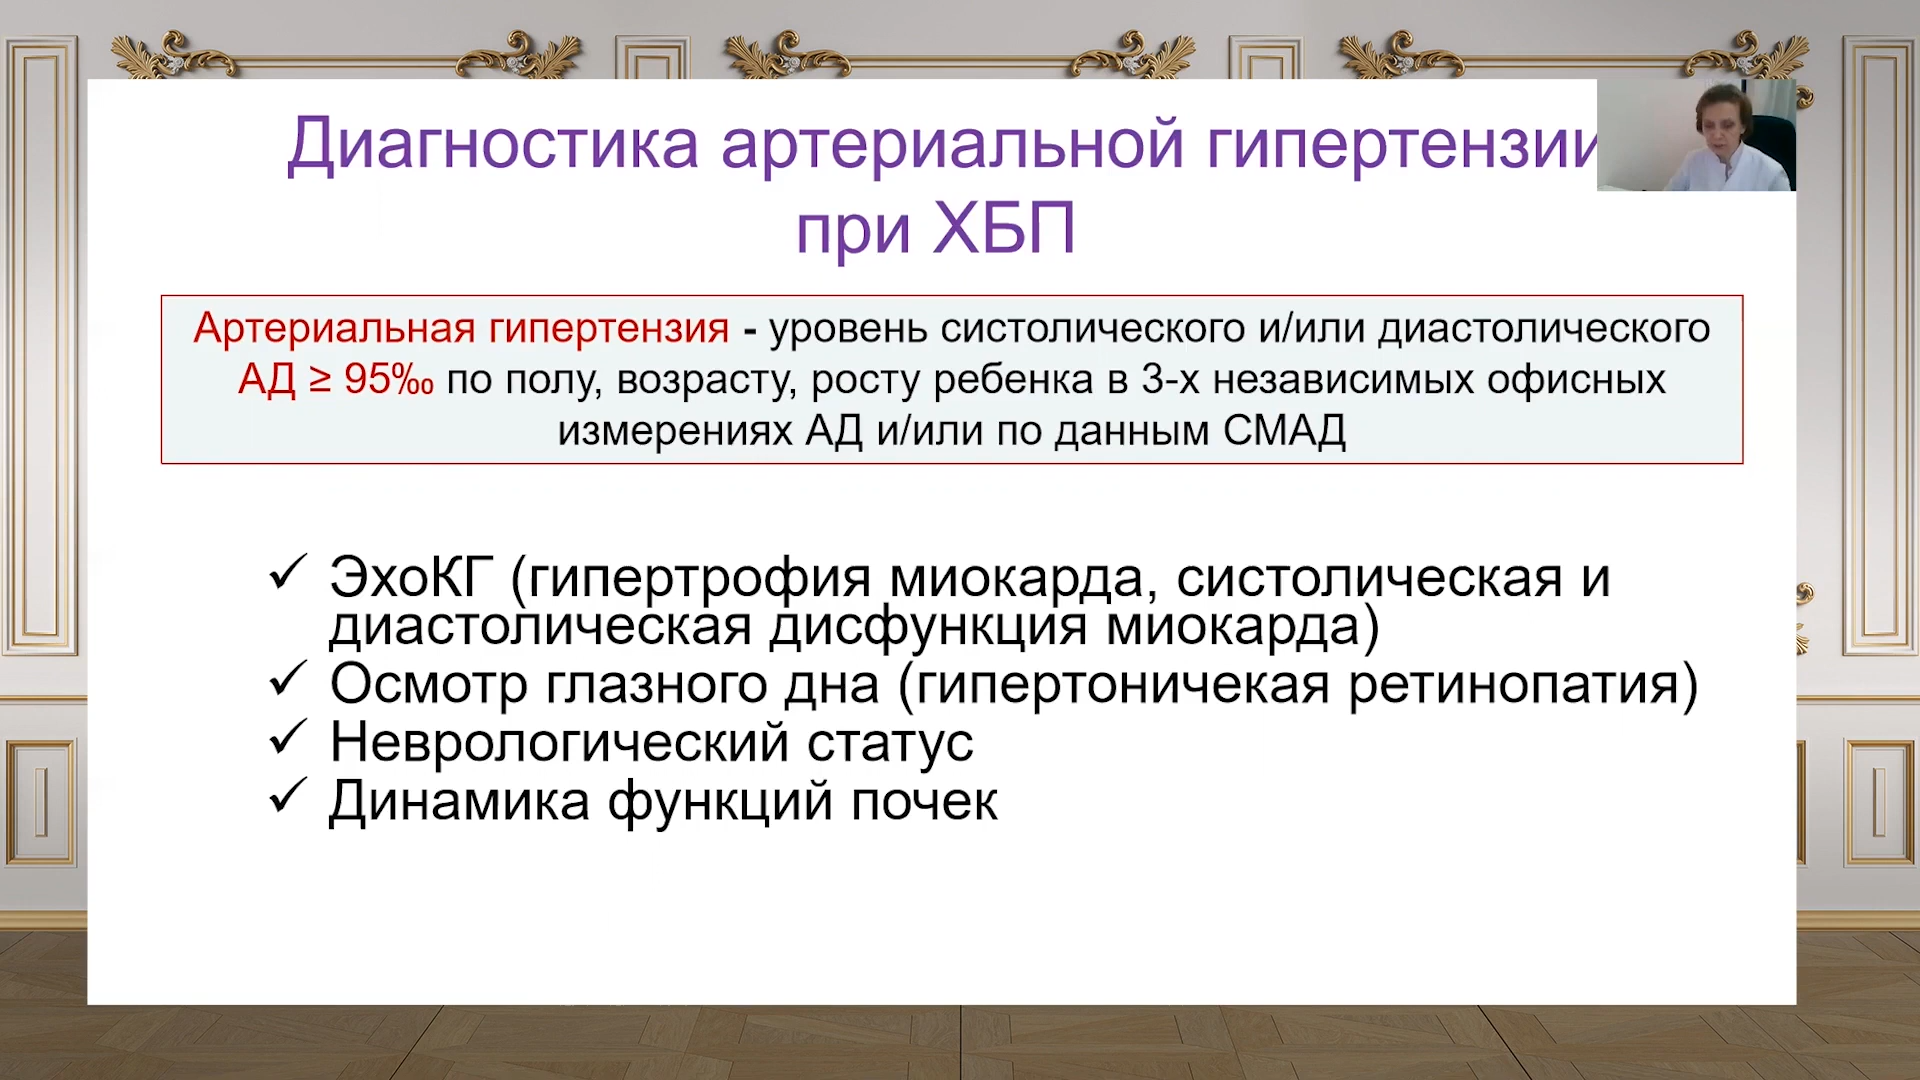 Диагностика артериальной гипертензии
при ХБП
Артериальная гипертензия - уровень систолического и/или диастолического
АД ≥ 95‰ по полу, возрасту, росту ребенка в 3-х независимых офисных
измерениях АД и/или по данным СМАД
✓ ЭхоКГ (гипертрофия миокарда, систолическая и
диастолическая дисфункция миокарда)
✓ Осмотр глазного дна (гипертоничекая ретинопатия)
✓ Неврологический статус
✓ Динамика функций почек